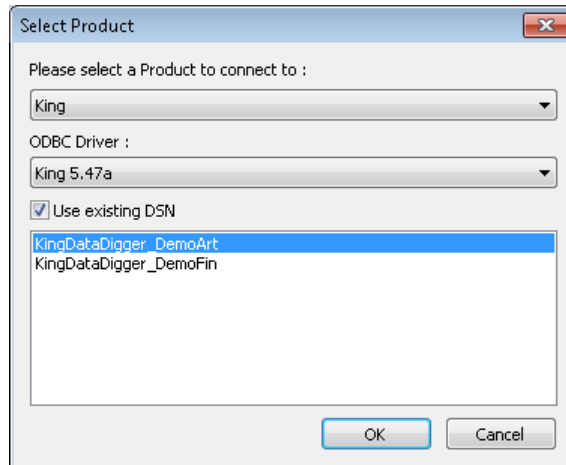 Select Product
Please select a Product to connect to :
King
ODBC Driver :
King 5.47a
Use existing DSN
KingDataDigger_DemoArt
KingDataDigger_DemoFin
OK
Cancel